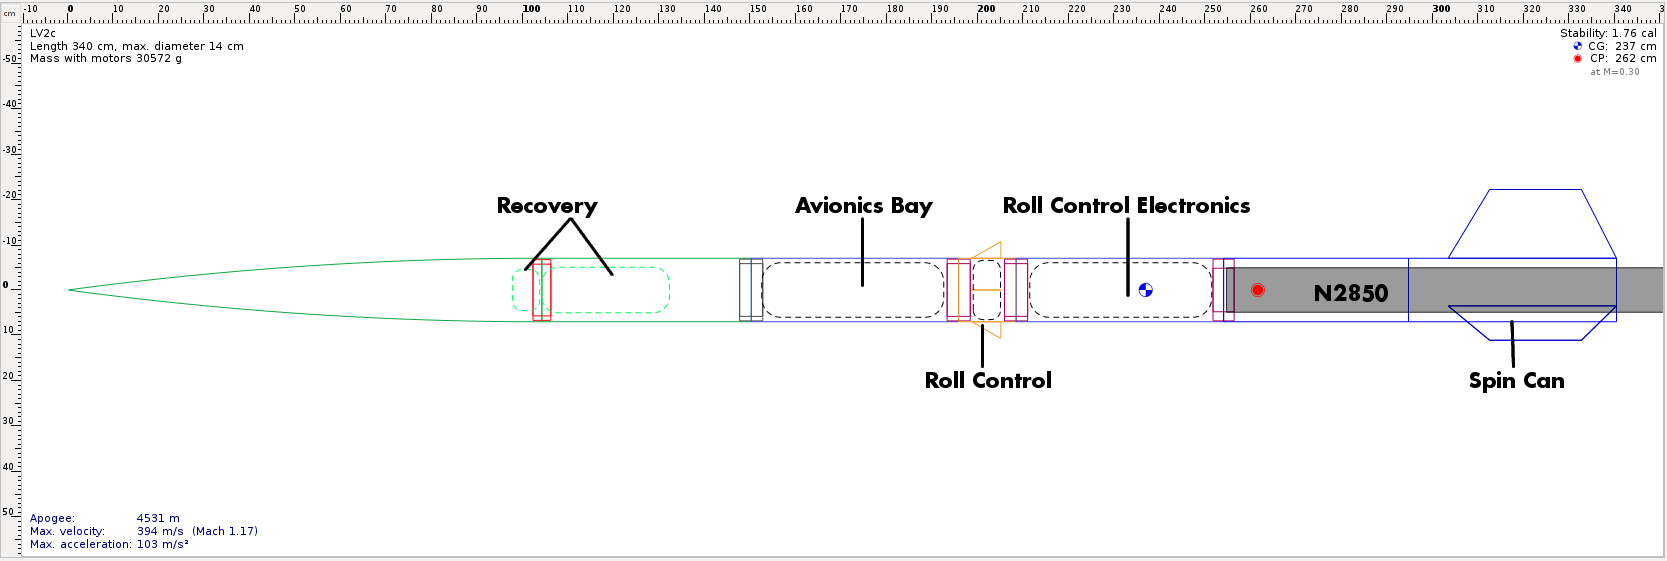 cm
-10 0 10 20 30 40 50 60 70 80 90 100 110 120 130 140 150 160 170 180 190 200 210 220 230 240 250 260 270 280 290 300 310 320 330 340 3
LV2c
Length 340 cm, max. diameter 14 cm
Mass with motors 30572 g
Stability: 1.76 cal
CG: 237 cm
CP: 262 cm
at M=0.30
-50
-40
-30
-20
-10
0
10
20
30
40
50
Recovery
Avionics Bay
Roll Control Electronics
N2850
Roll Control
Spin Can
Apogee: 4531 m
Max. velocity: 394 m/s (Mach 1.17)
Max. acceleration: 103 m/s²